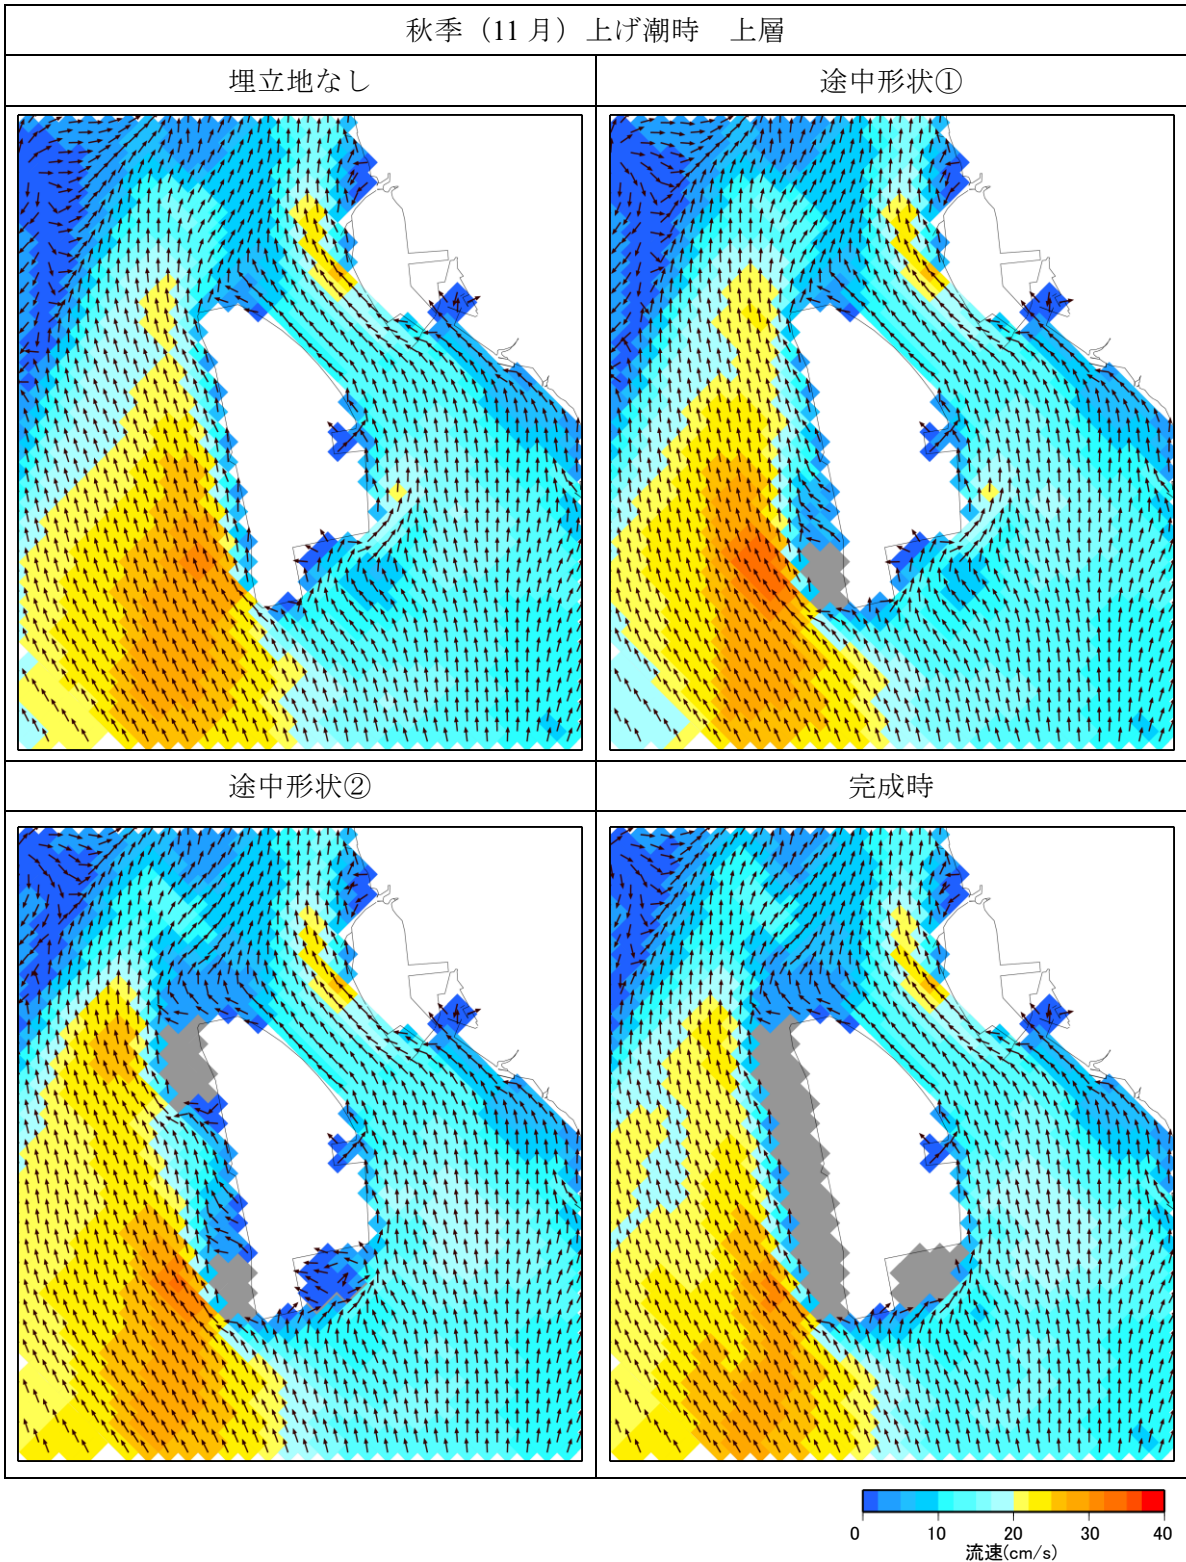 秋季（11 月）上げ潮時　上層
埋立地なし
途中形状①
途中形状②
完成時
0 10 20 30 40
流速(cm/s)